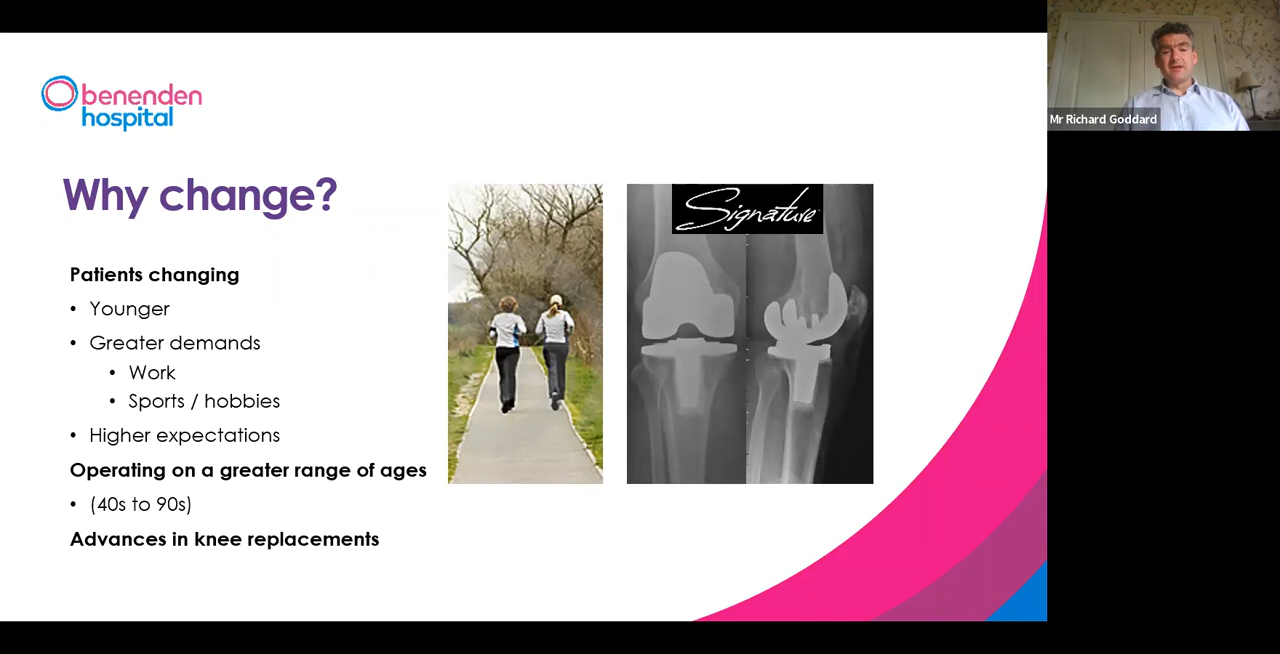 benenden
hospital
Mr Richard Goddard
Why change?
Signature
Patients changing
• Younger
• Greater demands
• Work
• Sports / hobbies
• Higher expectations
Operating on a greater range of ages
• (40s to 90s)
Advances in knee replacements